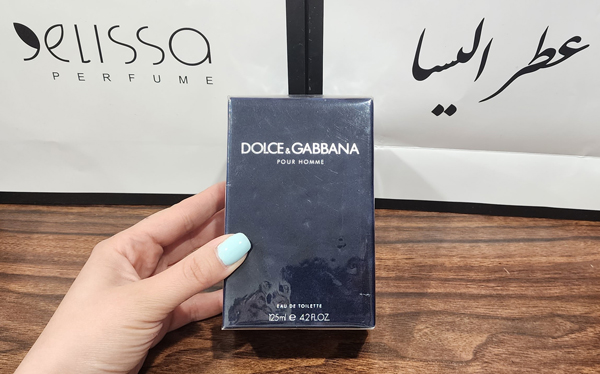 elissa
PERFUME
عطر الیسا
DOLCE&GABBANA
POUR HOMME
EAU DE TOILETTE
125ml e 4.2 FL.OZ.